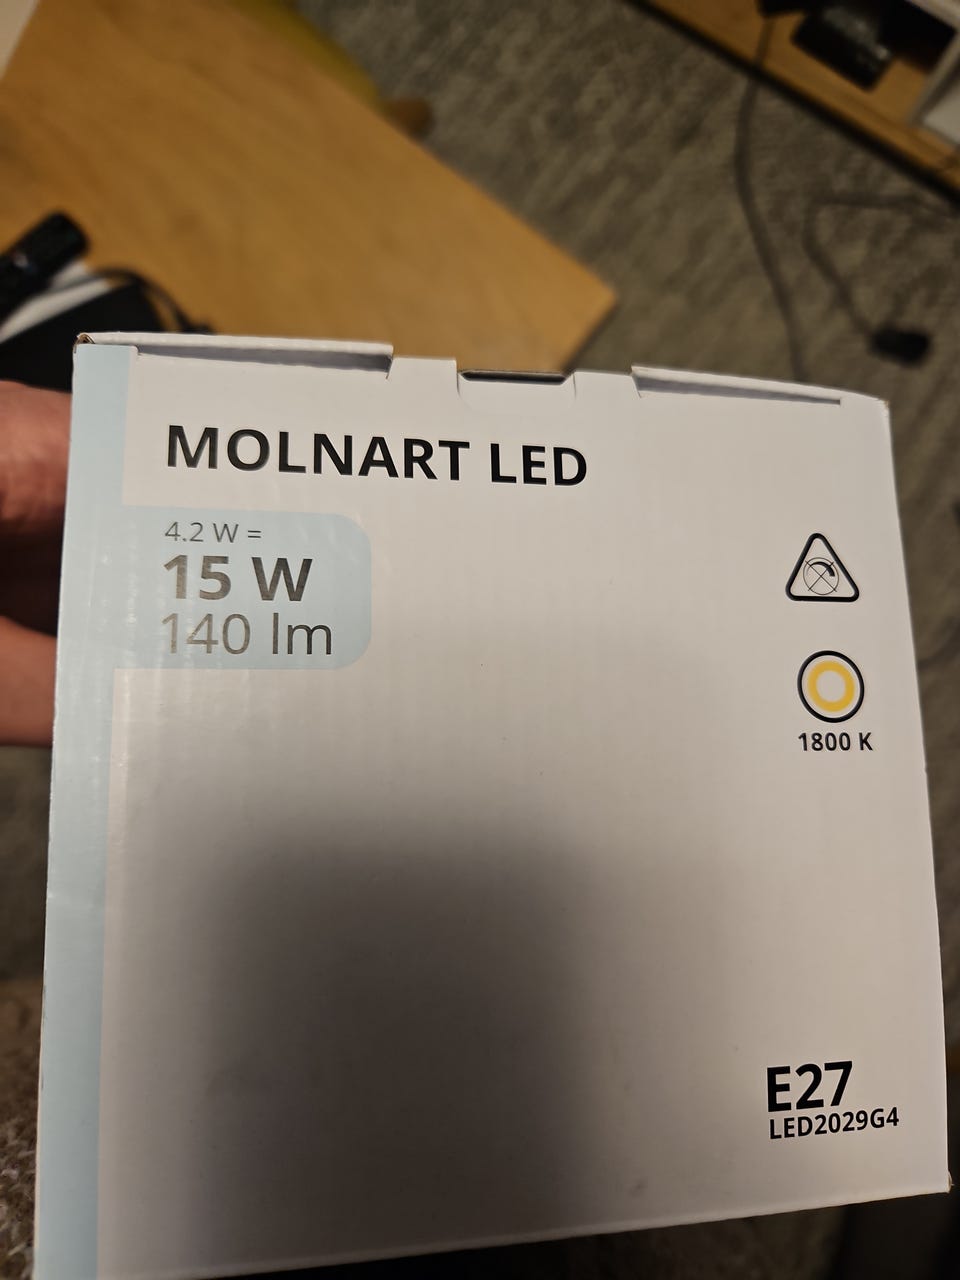 MOLNART LED
4.2 W =
15 W
140 lm
1800 K
E27
LED2029G4